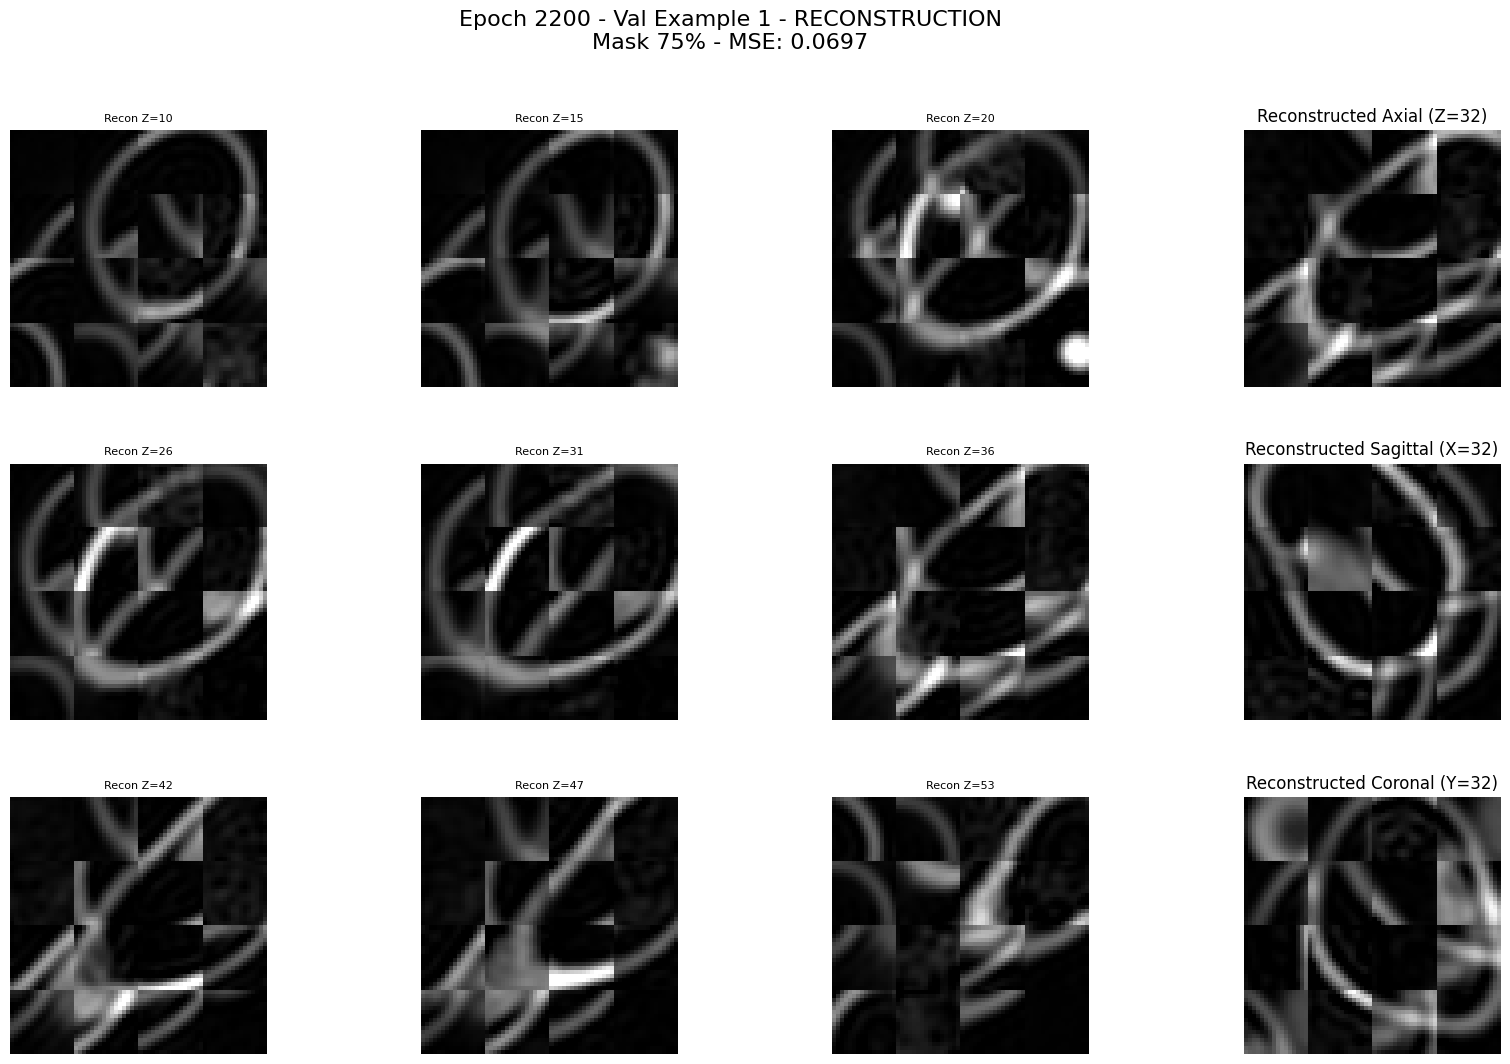 Epoch 2200 - Val Example 1 - RECONSTRUCTION
Mask 75% - MSE: 0.0697
Recon Z=10
Recon Z=15
Recon Z=20
Reconstructed Axial (Z=32)
Recon Z=26
Recon Z=31
Recon Z=36
Reconstructed Sagittal (X=32)
Recon Z=42
Recon Z=47
Recon Z=53
Reconstructed Coronal (Y=32)